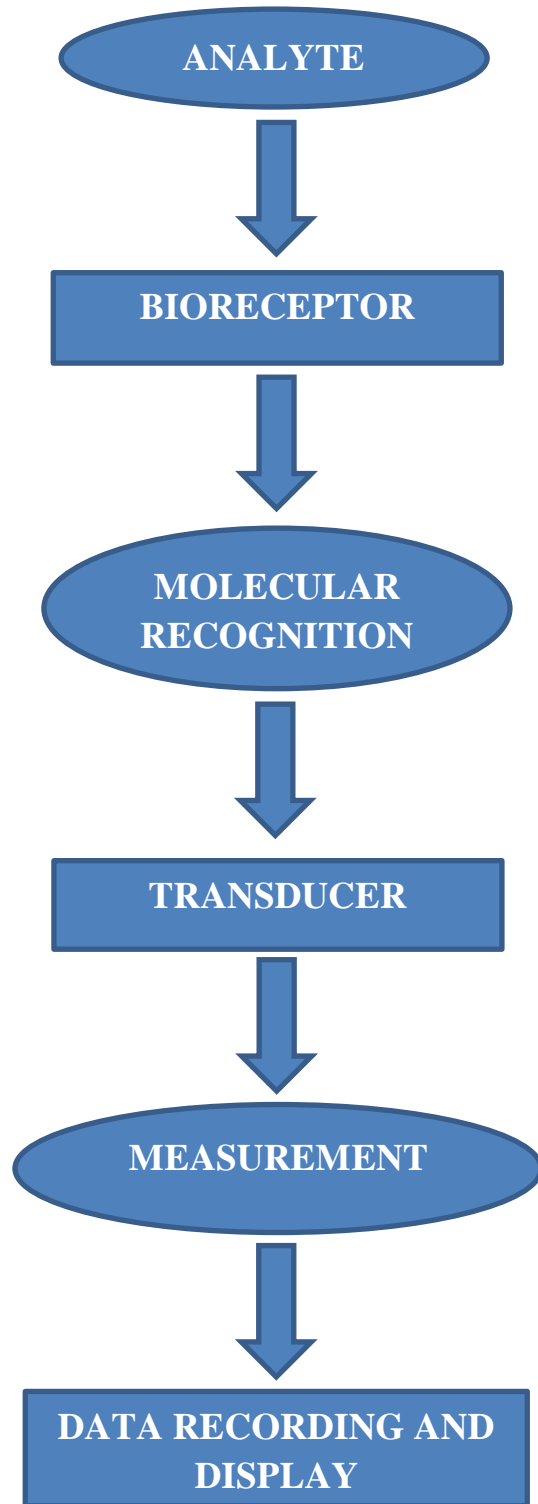 ANALYTE
BIORECEPTOR
MOLECULAR
RECOGNITION
TRANSDUCER
MEASUREMENT
DATA RECORDING AND
DISPLAY